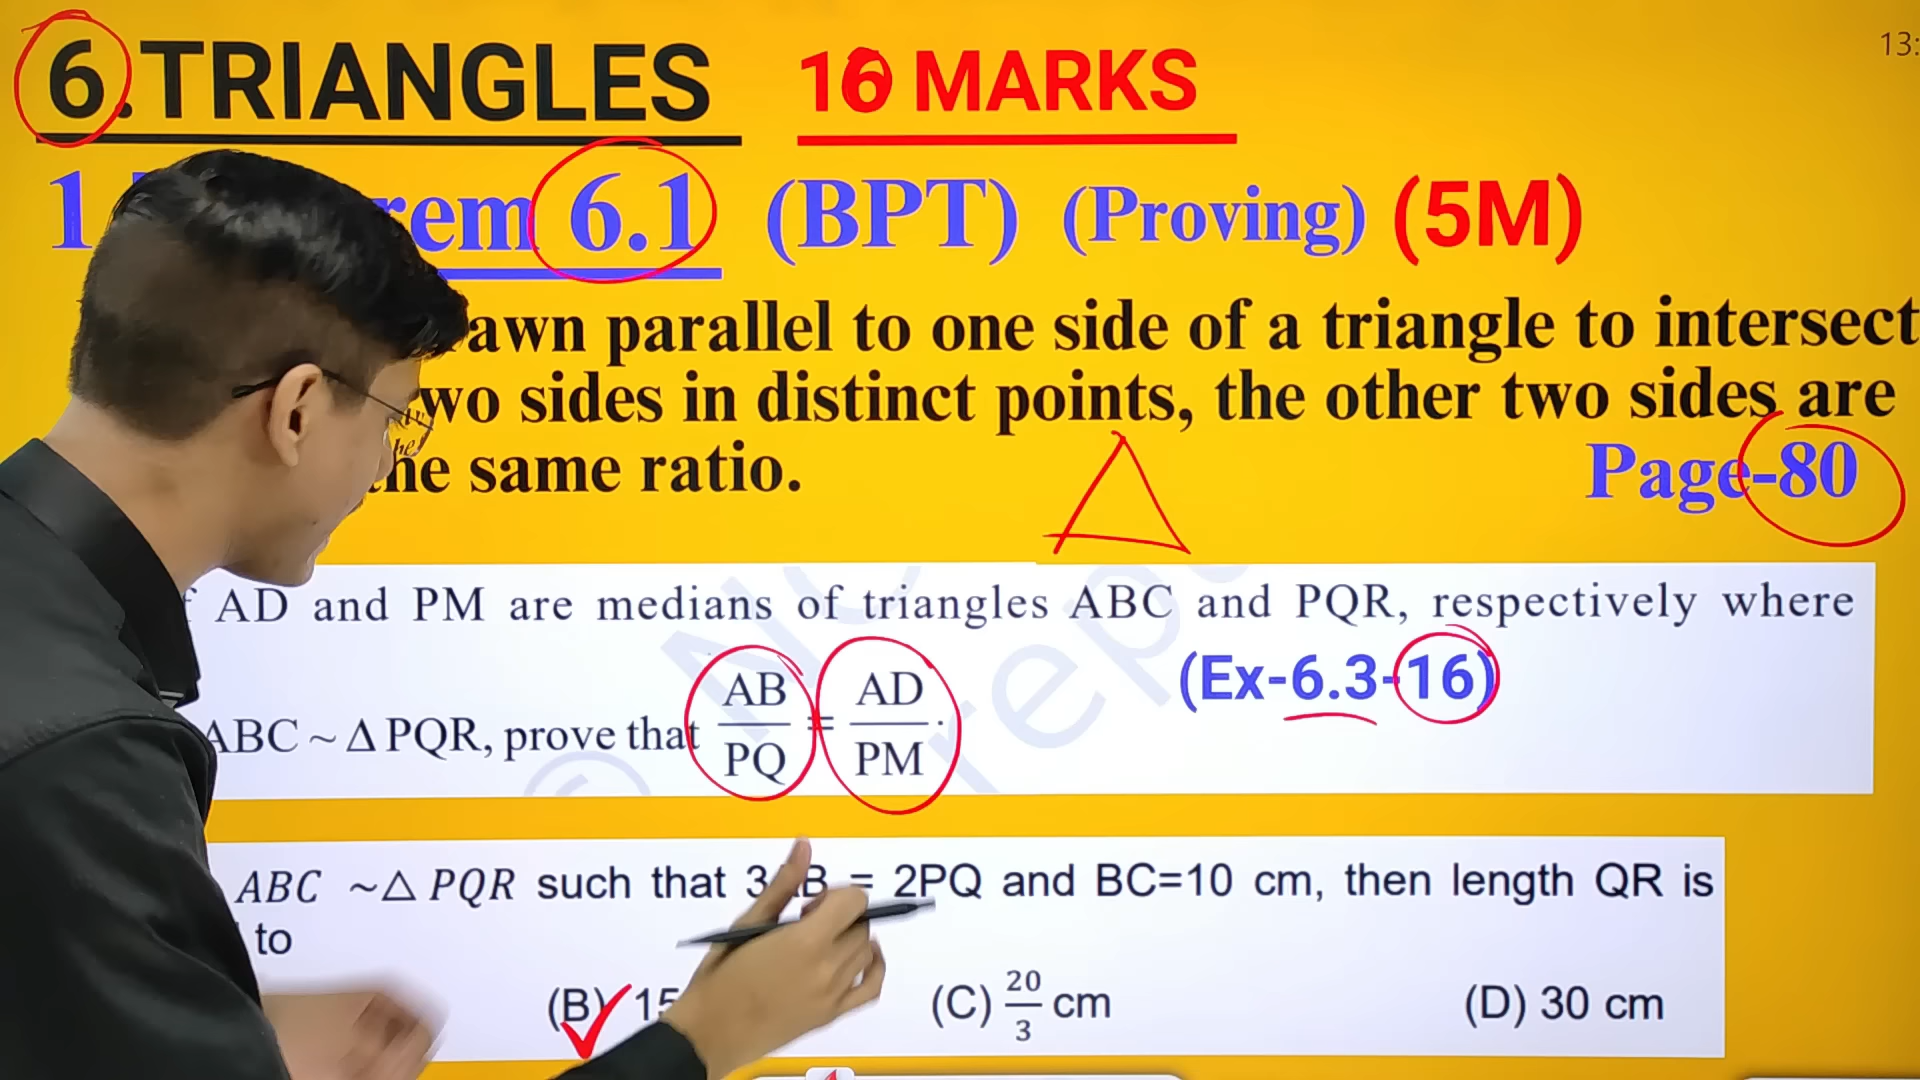 6.TRIANGLES 16 MARKS
13:
1 rem 6.1 (BPT) (Proving) (5M)
awn parallel to one side of a triangle to intersect
wo sides in distinct points, the other two sides are
he same ratio.
Page-80
f AD and PM are medians of triangles ABC and PQR, respectively where
(Ex-6.3-16)
ABC ~ Δ PQR, prove that AB/PQ = AD/PM.
ABC ~△ PQR such that 3AB = 2PQ and BC=10 cm, then length QR is
to
(B) 15 (C) 20/3 cm (D) 30 cm